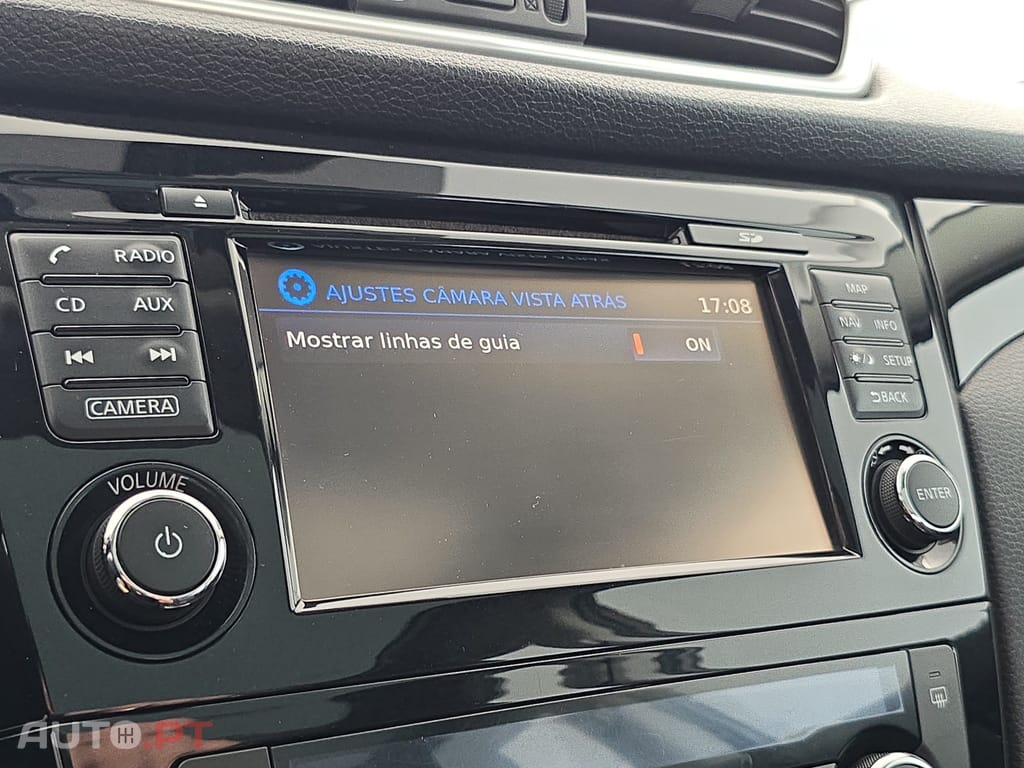 RADIO
CD AUX
CAMERA
VOLUME
SD
AJUSTES CÂMARA VISTA ATRÁS 17:08
Mostrar linhas de guia ON
MAP
NAV INFO
SETUP
BACK
ENTER
AUTO.PT